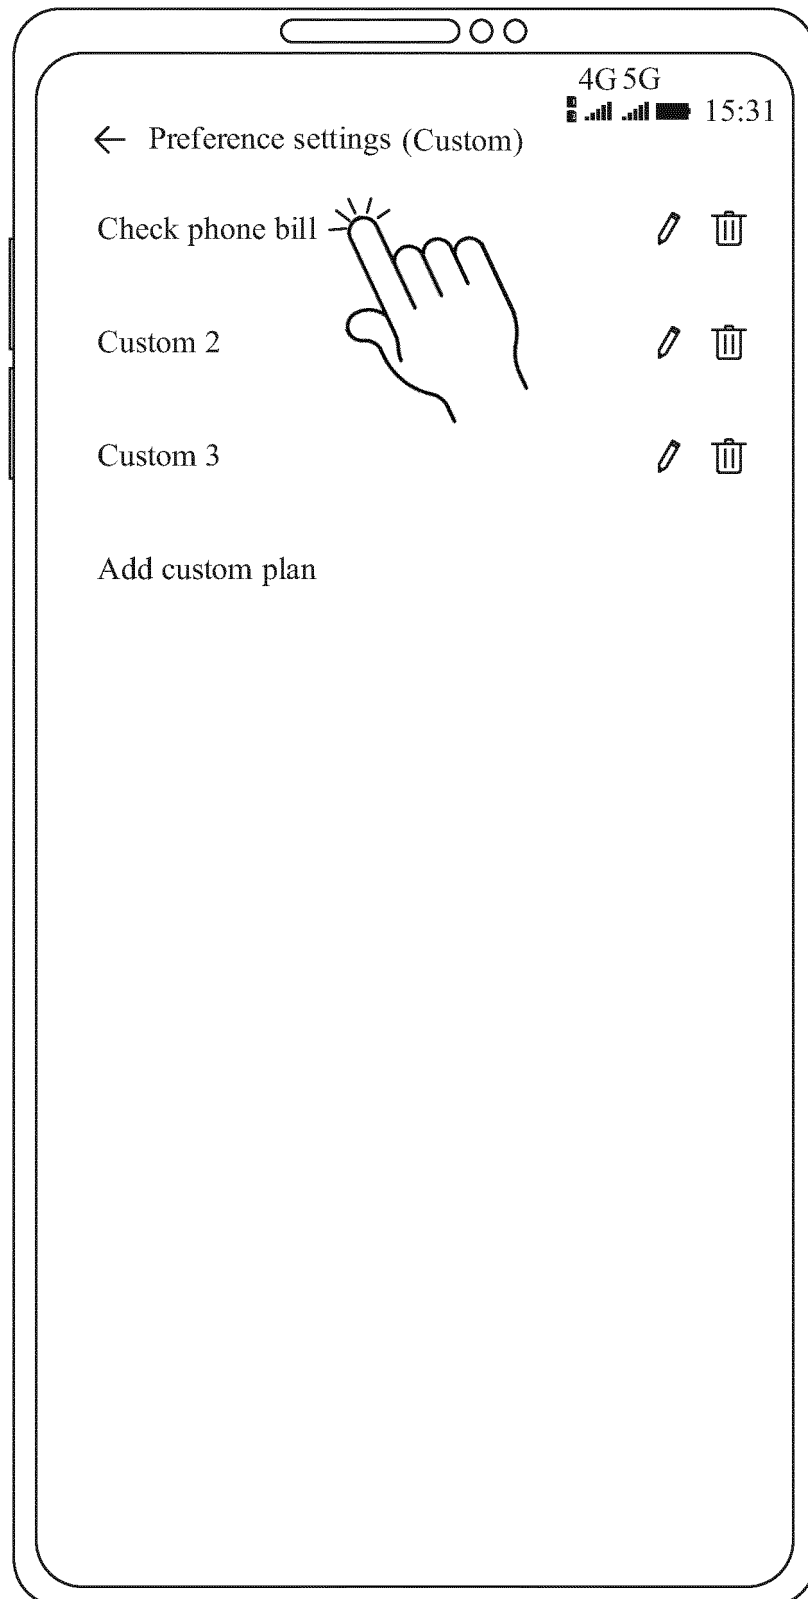 4G 5G
15:31
Preference settings (Custom)
Check phone bill
Custom 2
Custom 3
Add custom plan